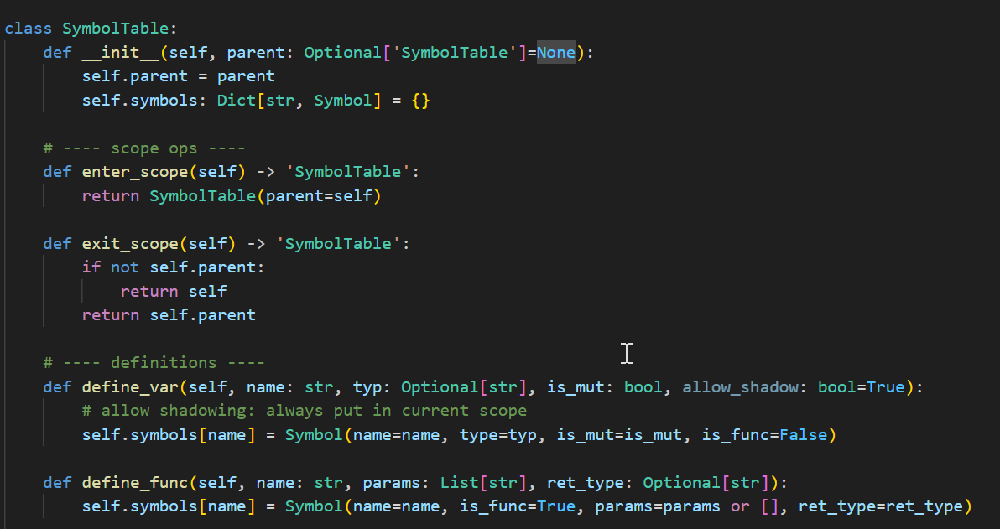 class SymbolTable:
    def __init__(self, parent: Optional['SymbolTable']=None):
        self.parent = parent
        self.symbols: Dict[str, Symbol] = {}
    # ---- scope ops ----
    def enter_scope(self) -> 'SymbolTable':
        return SymbolTable(parent=self)
    def exit_scope(self) -> 'SymbolTable':
        if not self.parent:
            return self
        return self.parent
    # ---- definitions ----
    def define_var(self, name: str, typ: Optional[str], is_mut: bool, allow_shadow: bool=True):
        # allow shadowing: always put in current scope
        self.symbols[name] = Symbol(name=name, type=typ, is_mut=is_mut, is_func=False)
    def define_func(self, name: str, params: List[str], ret_type: Optional[str]):
        self.symbols[name] = Symbol(name=name, is_func=True, params=params or [], ret_type=ret_type)